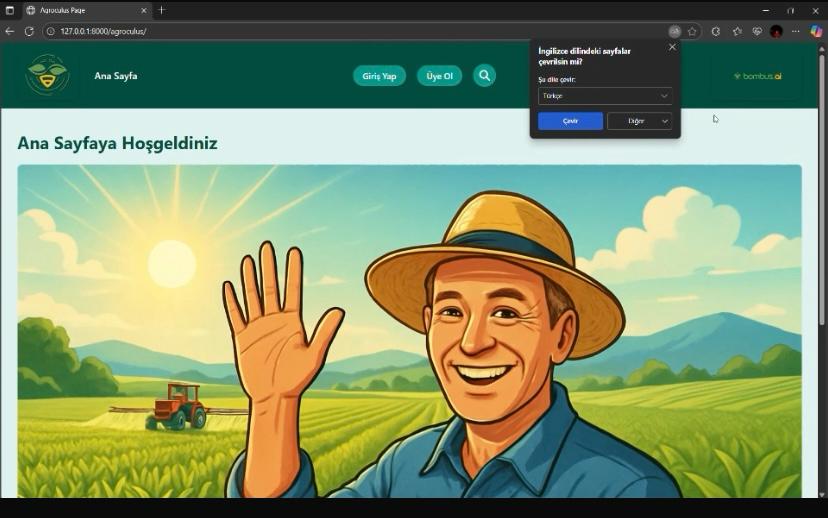 Agroculus Page
127.0.0.1:8000/agroculus/
İngilizce dilindeki sayfalar
çevrilsin mi?
Şu dile çevir:
Türkçe
Çevir
Diğer
Ana Sayfa
Giriş Yap
Üye Ol
bombus.ai
Ana Sayfaya Hoşgeldiniz